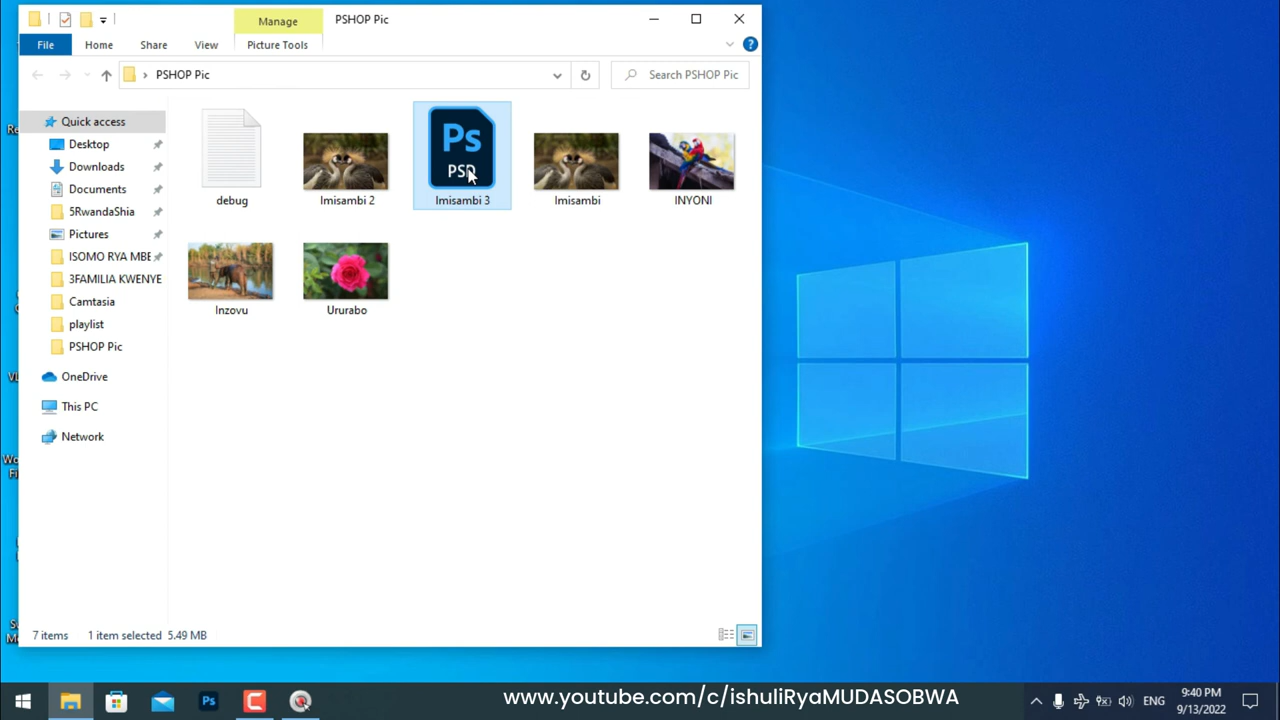 Manage
PSHOP Pic
File
Home
Share
View
Picture Tools
PSHOP Pic
Search PSHOP Pic
Quick access
Desktop
Downloads
Documents
5RwandaShia
Pictures
ISOMO RYA MBE
3FAMILIA KWENYE
Camtasia
playlist
PSHOP Pic
OneDrive
This PC
Network
debug
Imisambi 2
Ps
PSD
Imisambi 3
Imisambi
INYONI
Inzovu
Ururabo
7 items
1 item selected 5.49 MB
Ps
www.youtube.com/c/ishuliRyaMUDASOBWA
ENG
9:40 PM
9/13/2022